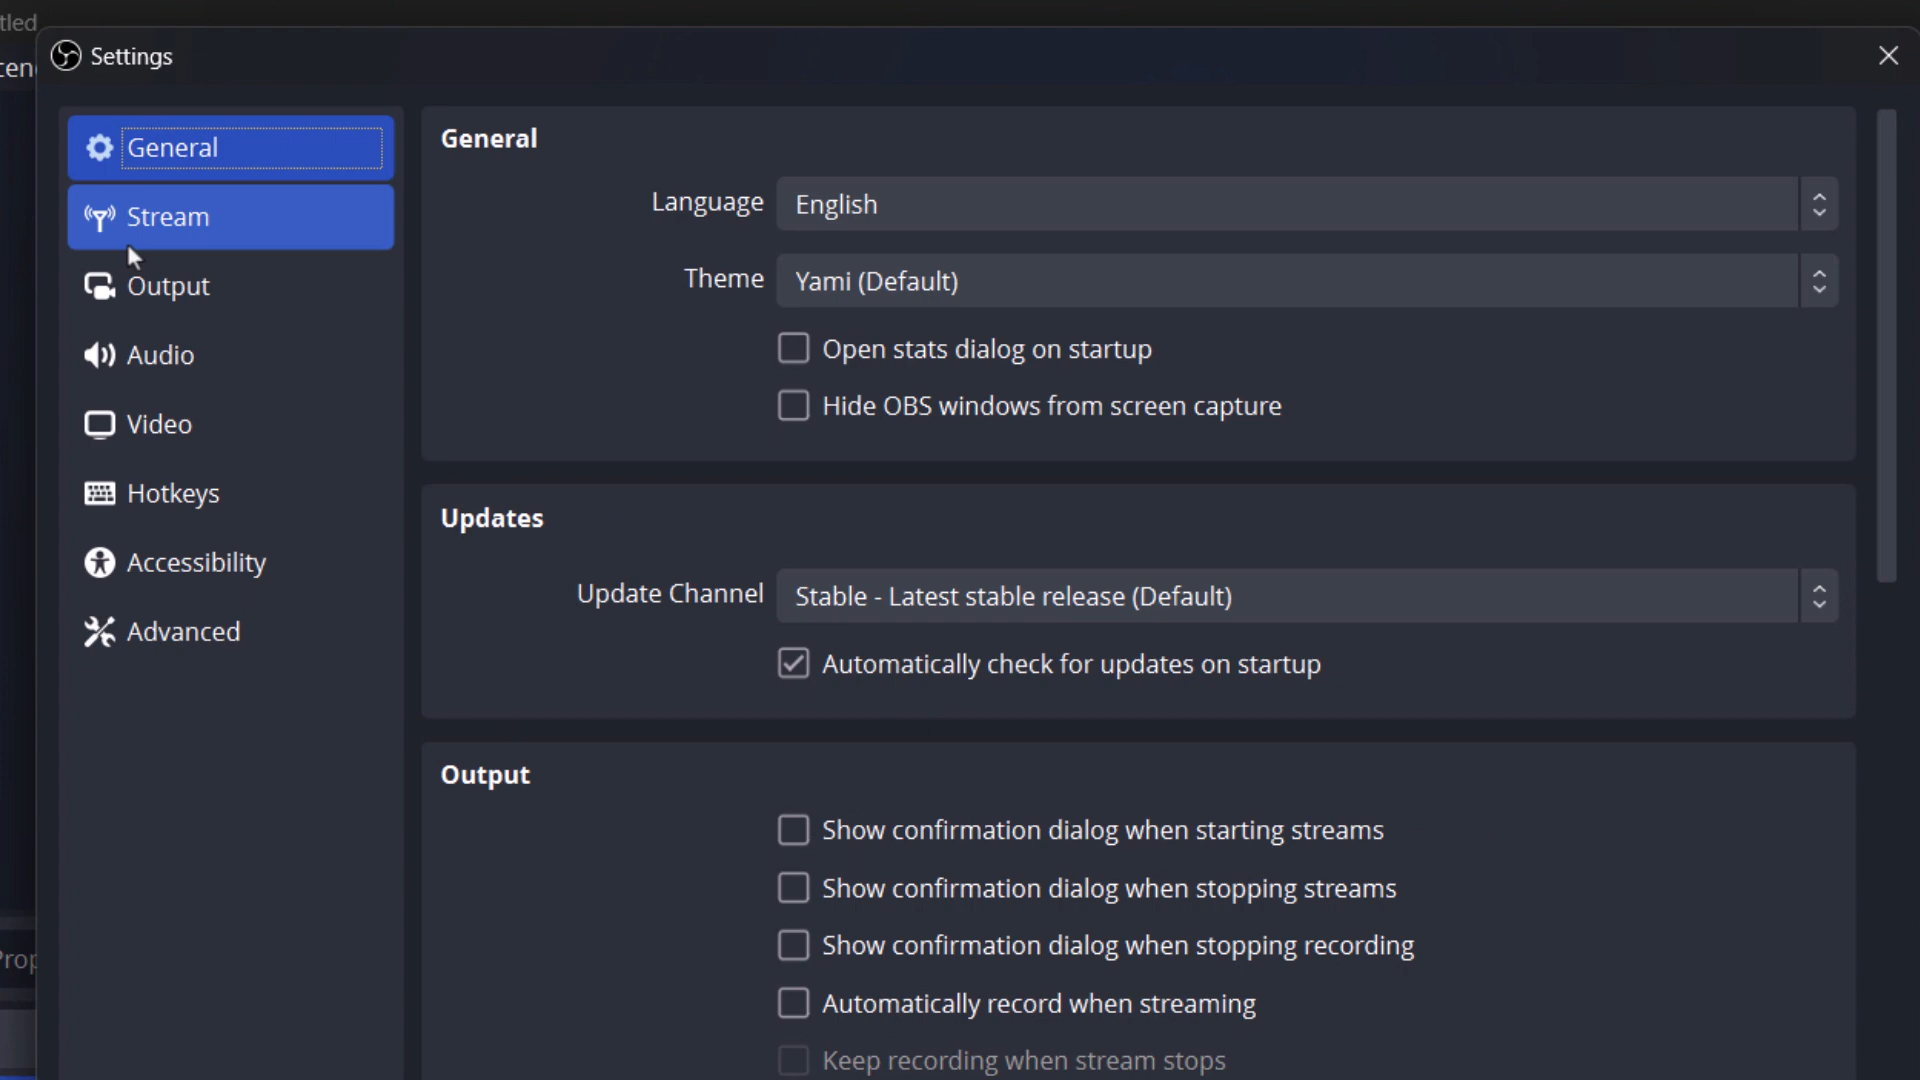 tled
Settings
General
Stream
Output
Audio
Video
Hotkeys
Accessibility
Advanced
General
Language English
Theme Yami (Default)
Open stats dialog on startup
Hide OBS windows from screen capture
Updates
Update Channel Stable - Latest stable release (Default)
Automatically check for updates on startup
Output
Show confirmation dialog when starting streams
Show confirmation dialog when stopping streams
Show confirmation dialog when stopping recording
Automatically record when streaming
Keep recording when stream stops